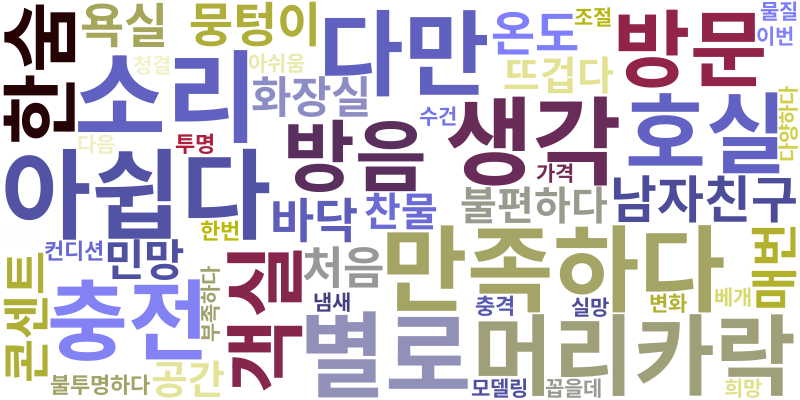 한숨
욕실
뭉텅이
다만
온도
조절
방문
물질
이번
청결
아쉬움
소리
화장실
뜨겁다
수건
방음
생각
호실
다양하다
다음
투명
가격
아쉽다
바닥
찬물
불편하다
남자친구
한번
컨디션
민망
처음
만족하다
매번
콘센트
충전
부족하다
객실
냄새
충격
실망
변화
베개
별로
머리카락
불투명하다
공간
모델링
꼽을데
희망